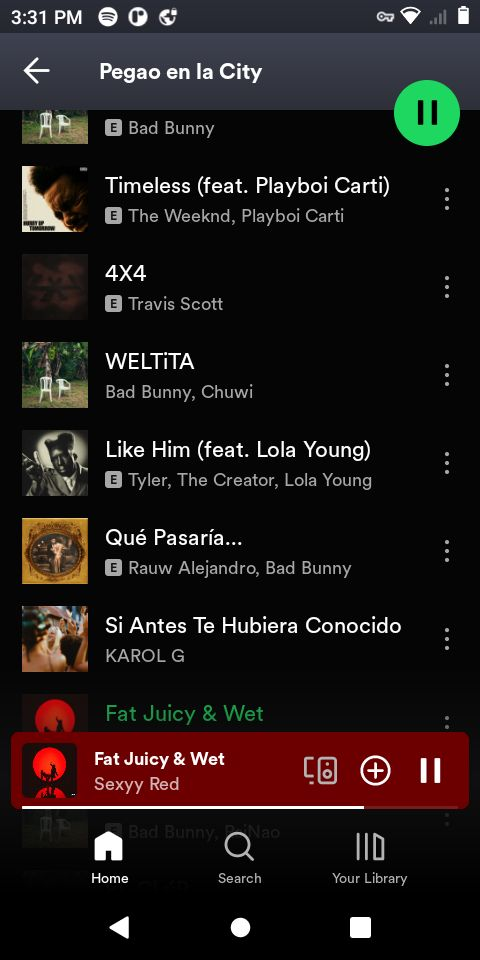 3:31 PM
Pegao en la City
E Bad Bunny
Timeless (feat. Playboi Carti)
E The Weeknd, Playboi Carti
HURRY UP
TOMORROW
4X4
E Travis Scott
WELTiTA
Bad Bunny, Chuwi
Like Him (feat. Lola Young)
E Tyler, The Creator, Lola Young
Qué Pasaría...
E Rauw Alejandro, Bad Bunny
Si Antes Te Hubiera Conocido
KAROL G
Fat Juicy & Wet
Fat Juicy & Wet
Sexyy Red
E Bad Bunny, RaiNao
Home
Search
Your Library